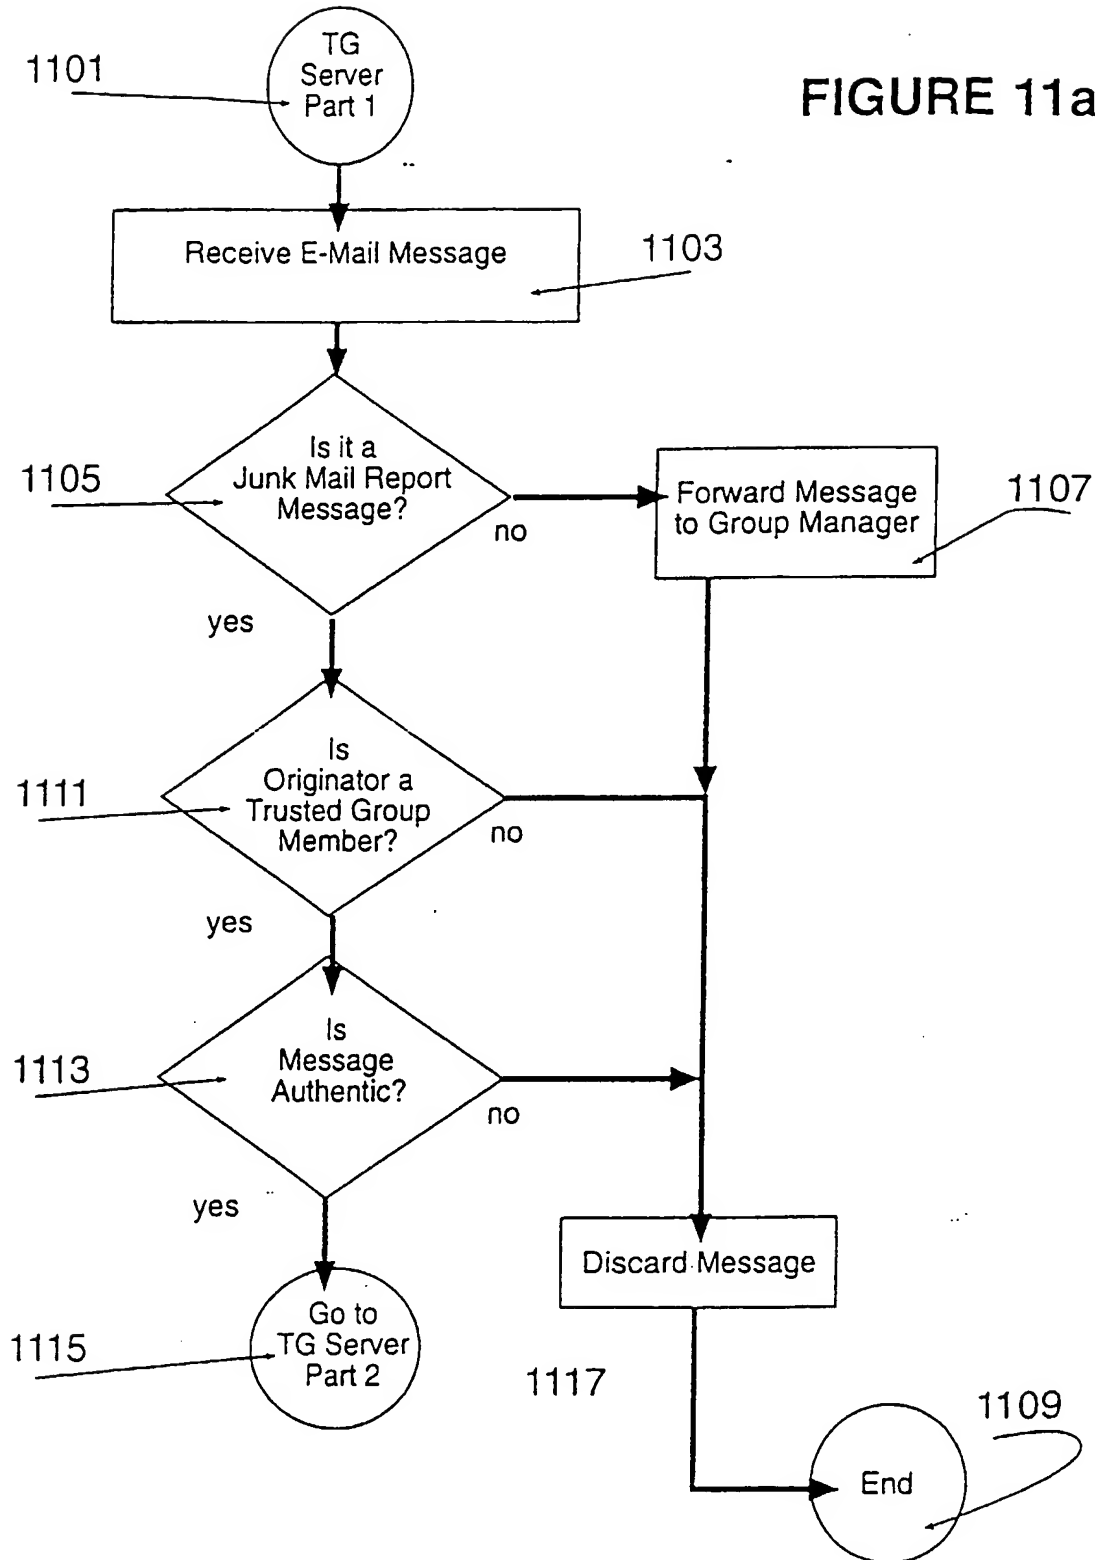 TG
Server
Part 1
1101
FIGURE 11a
Receive E-Mail Message
1103
Is it a
Junk Mail Report
Message?
1105
no
Forward Message
to Group Manager
1107
yes
Is
Originator a
Trusted Group
Member?
1111
no
yes
Is
Message
Authentic?
1113
no
yes
Discard Message
Go to
TG Server
Part 2
1115
1117
1109
End